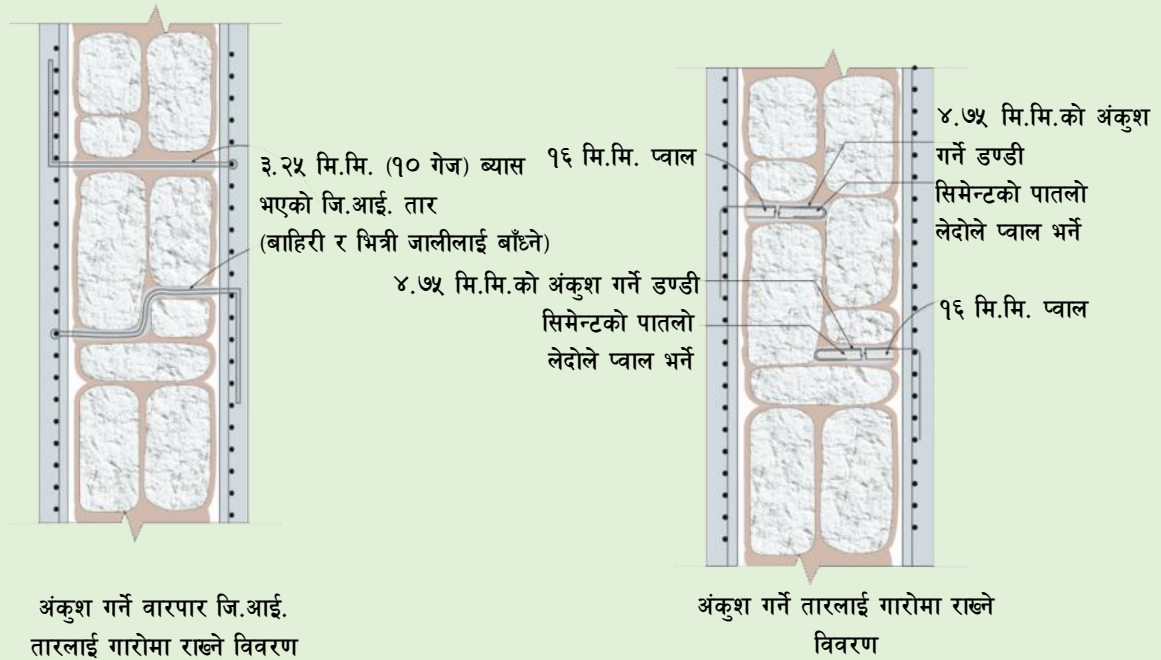 ३.२५ मि.मि. (१० गेज) ब्यास
भएको जि.आई. तार
(बाहिरी र भित्री जालीलाई बाँध्ने)
१६ मि.मि. प्वाल
४.७५ मि.मि.को अंकुश
गर्ने डण्डी
सिमेन्टको पातलो
लेदोले प्वाल भर्ने
४.७५ मि.मि.को अंकुश गर्ने डण्डी
सिमेन्टको पातलो
लेदोले प्वाल भर्ने
१६ मि.मि. प्वाल
अंकुश गर्ने वारपार जि.आई.
तारलाई गारोमा राख्ने विवरण
अंकुश गर्ने तारलाई गारोमा राख्ने
विवरण